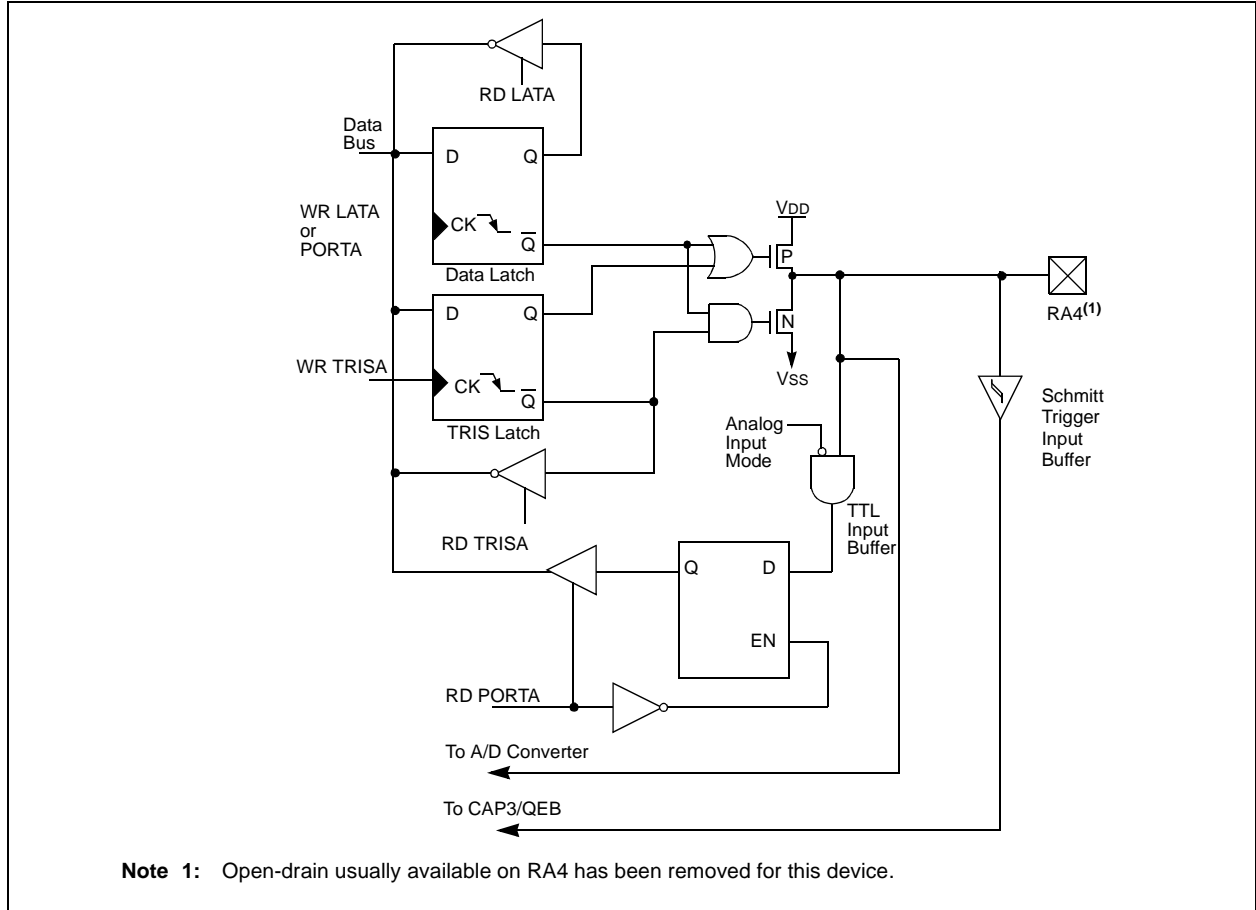 RD LATA
Data
Bus
D
Q
WR LATA
or
PORTA
CK
Q
Data Latch
VDD
P
RA4(1)
D
Q
N
WR TRISA
CK
Q
VSS
TRIS Latch
Analog
Input
Mode
Schmitt
Trigger
Input
Buffer
TTL
Input
Buffer
RD TRISA
Q
D
EN
RD PORTA
To A/D Converter
To CAP3/QEB
Note 1: Open-drain usually available on RA4 has been removed for this device.